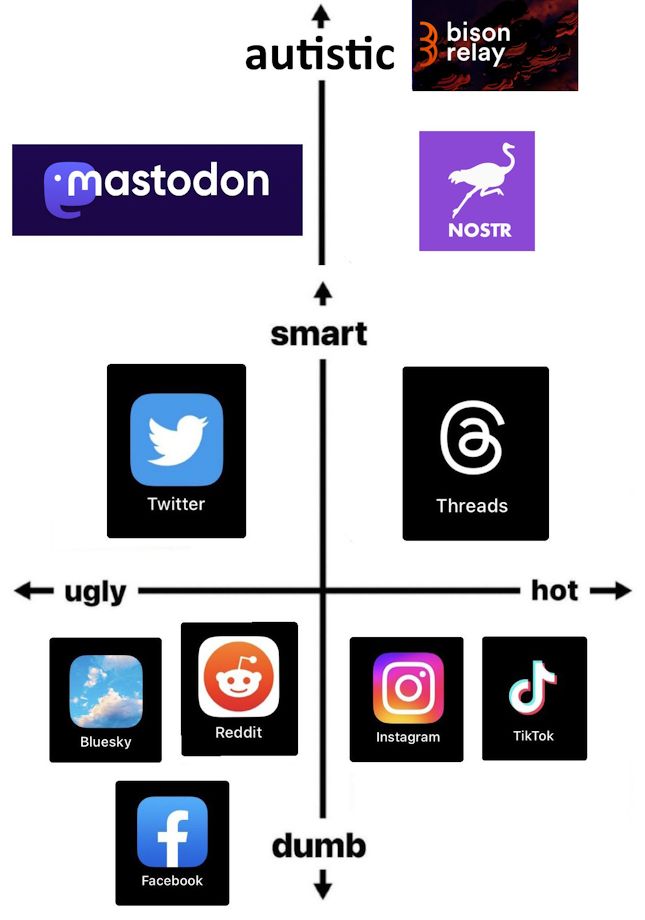 autistic
bison
relay
mastodon
NOSTR
smart
Twitter
Threads
ugly
hot
Bluesky
Reddit
Instagram
TikTok
dumb
Facebook